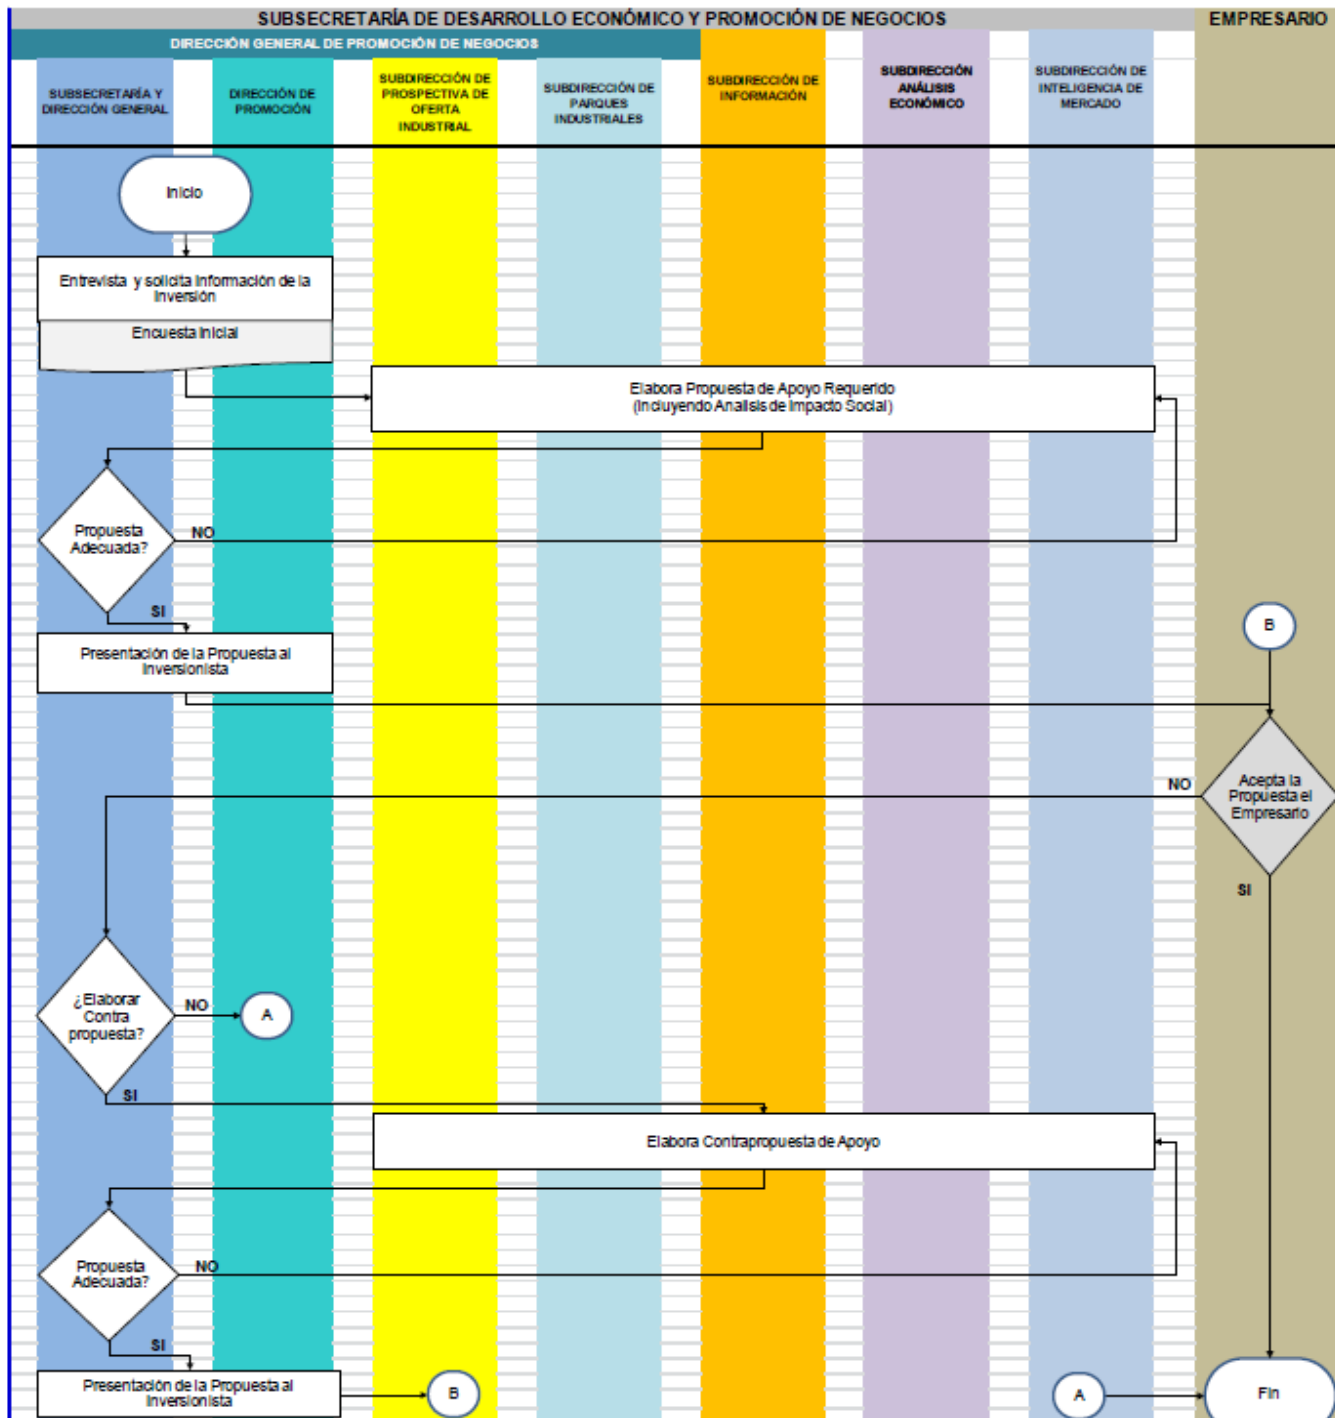 SUBSECRETARÍA DE DESARROLLO ECONÓMICO Y PROMOCIÓN DE NEGOCIOS
EMPRESARIO
DIRECCIÓN GENERAL DE PROMOCIÓN DE NEGOCIOS
SUBSECRETARÍA Y
DIRECCIÓN GENERAL
DIRECCIÓN DE
PROMOCIÓN
SUBDIRECCIÓN DE
PROSPECTIVA DE
OFERTA
INDUSTRIAL
SUBDIRECCIÓN DE
PARQUES
INDUSTRIALES
SUBDIRECCIÓN DE
INFORMACIÓN
SUBDIRECCIÓN
ANÁLISIS
ECONÓMICO
SUBDIRECCIÓN DE
INTELIGENCIA DE
MERCADO
Inicio
Entrevista y solicita Información de la
Inversión
Encuesta Inicial
Elabora Propuesta de Apoyo Requerido
(Incluyendo Analisis de Impacto Social)
Propuesta
Adecuada?
NO
SI
B
Presentación de la Propuesta al
Inversionista
NO
Acepta la
Propuesta el
Empresario
SI
¿Elaborar
Contra
propuesta?
NO
A
SI
Elabora Contrapropuesta de Apoyo
Propuesta
Adecuada?
NO
SI
Presentación de la Propuesta al
Inversionista
B
A
Fin